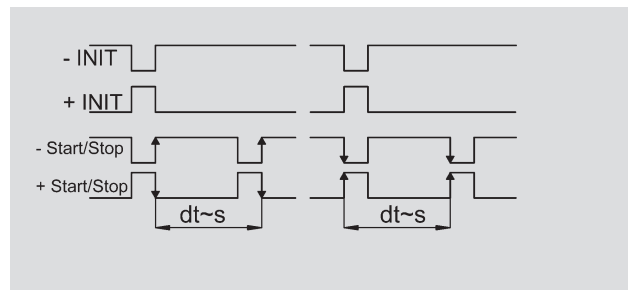 - INIT
+ INIT
- Start/Stop
+ Start/Stop
dt~s dt~s